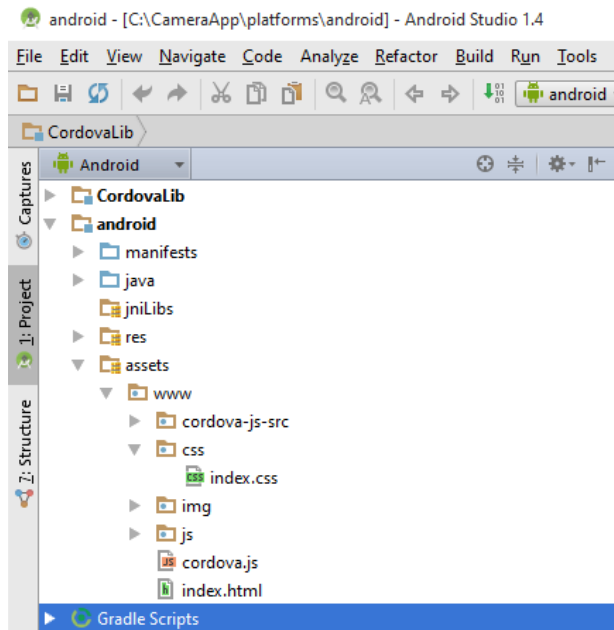 android - [C:\CameraApp\platforms\android] - Android Studio 1.4
File Edit View Navigate Code Analyze Refactor Build Run Tools
android
CordovaLib
Captures
1: Project
7: Structure
Android
CordovaLib
android
manifests
java
jniLibs
res
assets
www
cordova-js-src
css
index.css
img
js
cordova.js
index.html
Gradle Scripts